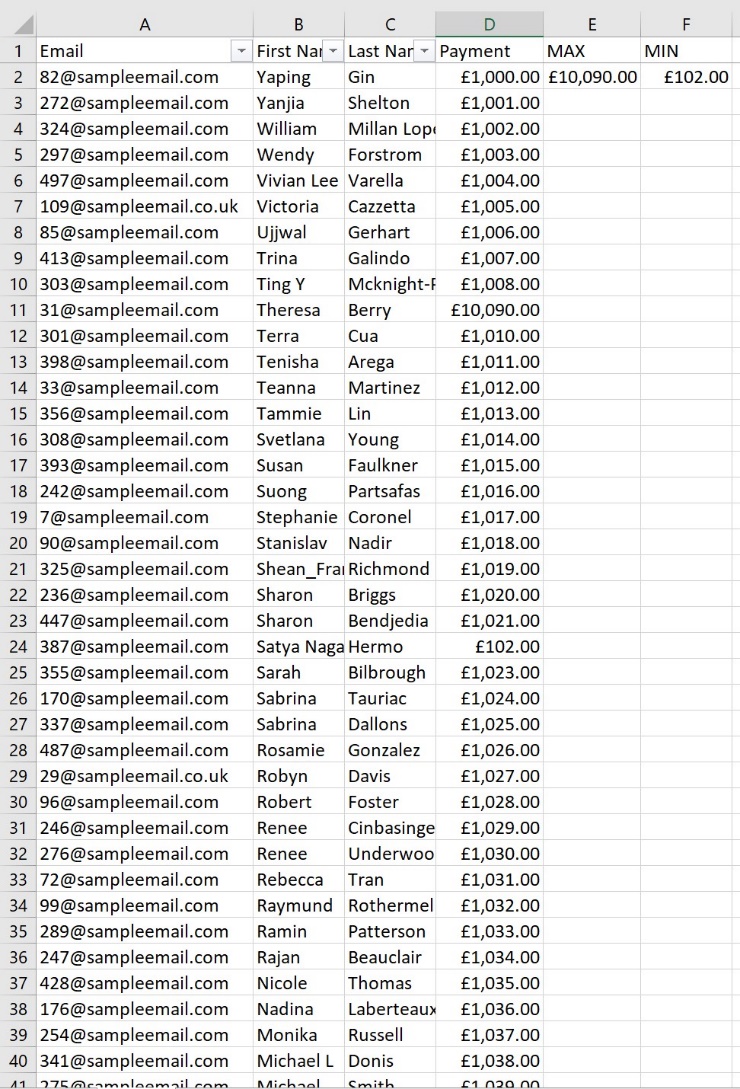 A B C D E F
1 Email First Nar Last Nar Payment MAX MIN
2 82@sampleemail.com Yaping Gin £1,000.00 £10,090.00 £102.00
3 272@sampleemail.com Yanjia Shelton £1,001.00
4 324@sampleemail.com William Millan Lope £1,002.00
5 297@sampleemail.com Wendy Forstrom £1,003.00
6 497@sampleemail.com Vivian Lee Varella £1,004.00
7 109@sampleemail.co.uk Victoria Cazzetta £1,005.00
8 85@sampleemail.com Ujjwal Gerhart £1,006.00
9 413@sampleemail.com Trina Galindo £1,007.00
10 303@sampleemail.com Ting Y Mcknight-F £1,008.00
11 31@sampleemail.com Theresa Berry £10,090.00
12 301@sampleemail.com Terra Cua £1,010.00
13 398@sampleemail.com Tenisha Arega £1,011.00
14 33@sampleemail.com Teanna Martinez £1,012.00
15 356@sampleemail.com Tammie Lin £1,013.00
16 308@sampleemail.com Svetlana Young £1,014.00
17 393@sampleemail.com Susan Faulkner £1,015.00
18 242@sampleemail.com Suong Partsafas £1,016.00
19 7@sampleemail.com Stephanie Coronel £1,017.00
20 90@sampleemail.com Stanislav Nadir £1,018.00
21 325@sampleemail.com Shean_Frar Richmond £1,019.00
22 236@sampleemail.com Sharon Briggs £1,020.00
23 447@sampleemail.com Sharon Bendjedia £1,021.00
24 387@sampleemail.com Satya Naga Hermo £102.00
25 355@sampleemail.com Sarah Bilbrough £1,023.00
26 170@sampleemail.com Sabrina Tauriac £1,024.00
27 337@sampleemail.com Sabrina Dallons £1,025.00
28 487@sampleemail.com Rosamie Gonzalez £1,026.00
29 29@sampleemail.co.uk Robyn Davis £1,027.00
30 96@sampleemail.com Robert Foster £1,028.00
31 246@sampleemail.com Renee Cinbasinge £1,029.00
32 276@sampleemail.com Renee Underwoo £1,030.00
33 72@sampleemail.com Rebecca Tran £1,031.00
34 99@sampleemail.com Raymund Rothermel £1,032.00
35 289@sampleemail.com Ramin Patterson £1,033.00
36 247@sampleemail.com Rajan Beauclair £1,034.00
37 428@sampleemail.com Nicole Thomas £1,035.00
38 176@sampleemail.com Nadina Laberteaux £1,036.00
39 254@sampleemail.com Monika Russell £1,037.00
40 341@sampleemail.com Michael L Donis £1,038.00
41 275@sampleemail.com Michael Smith £1,039.00